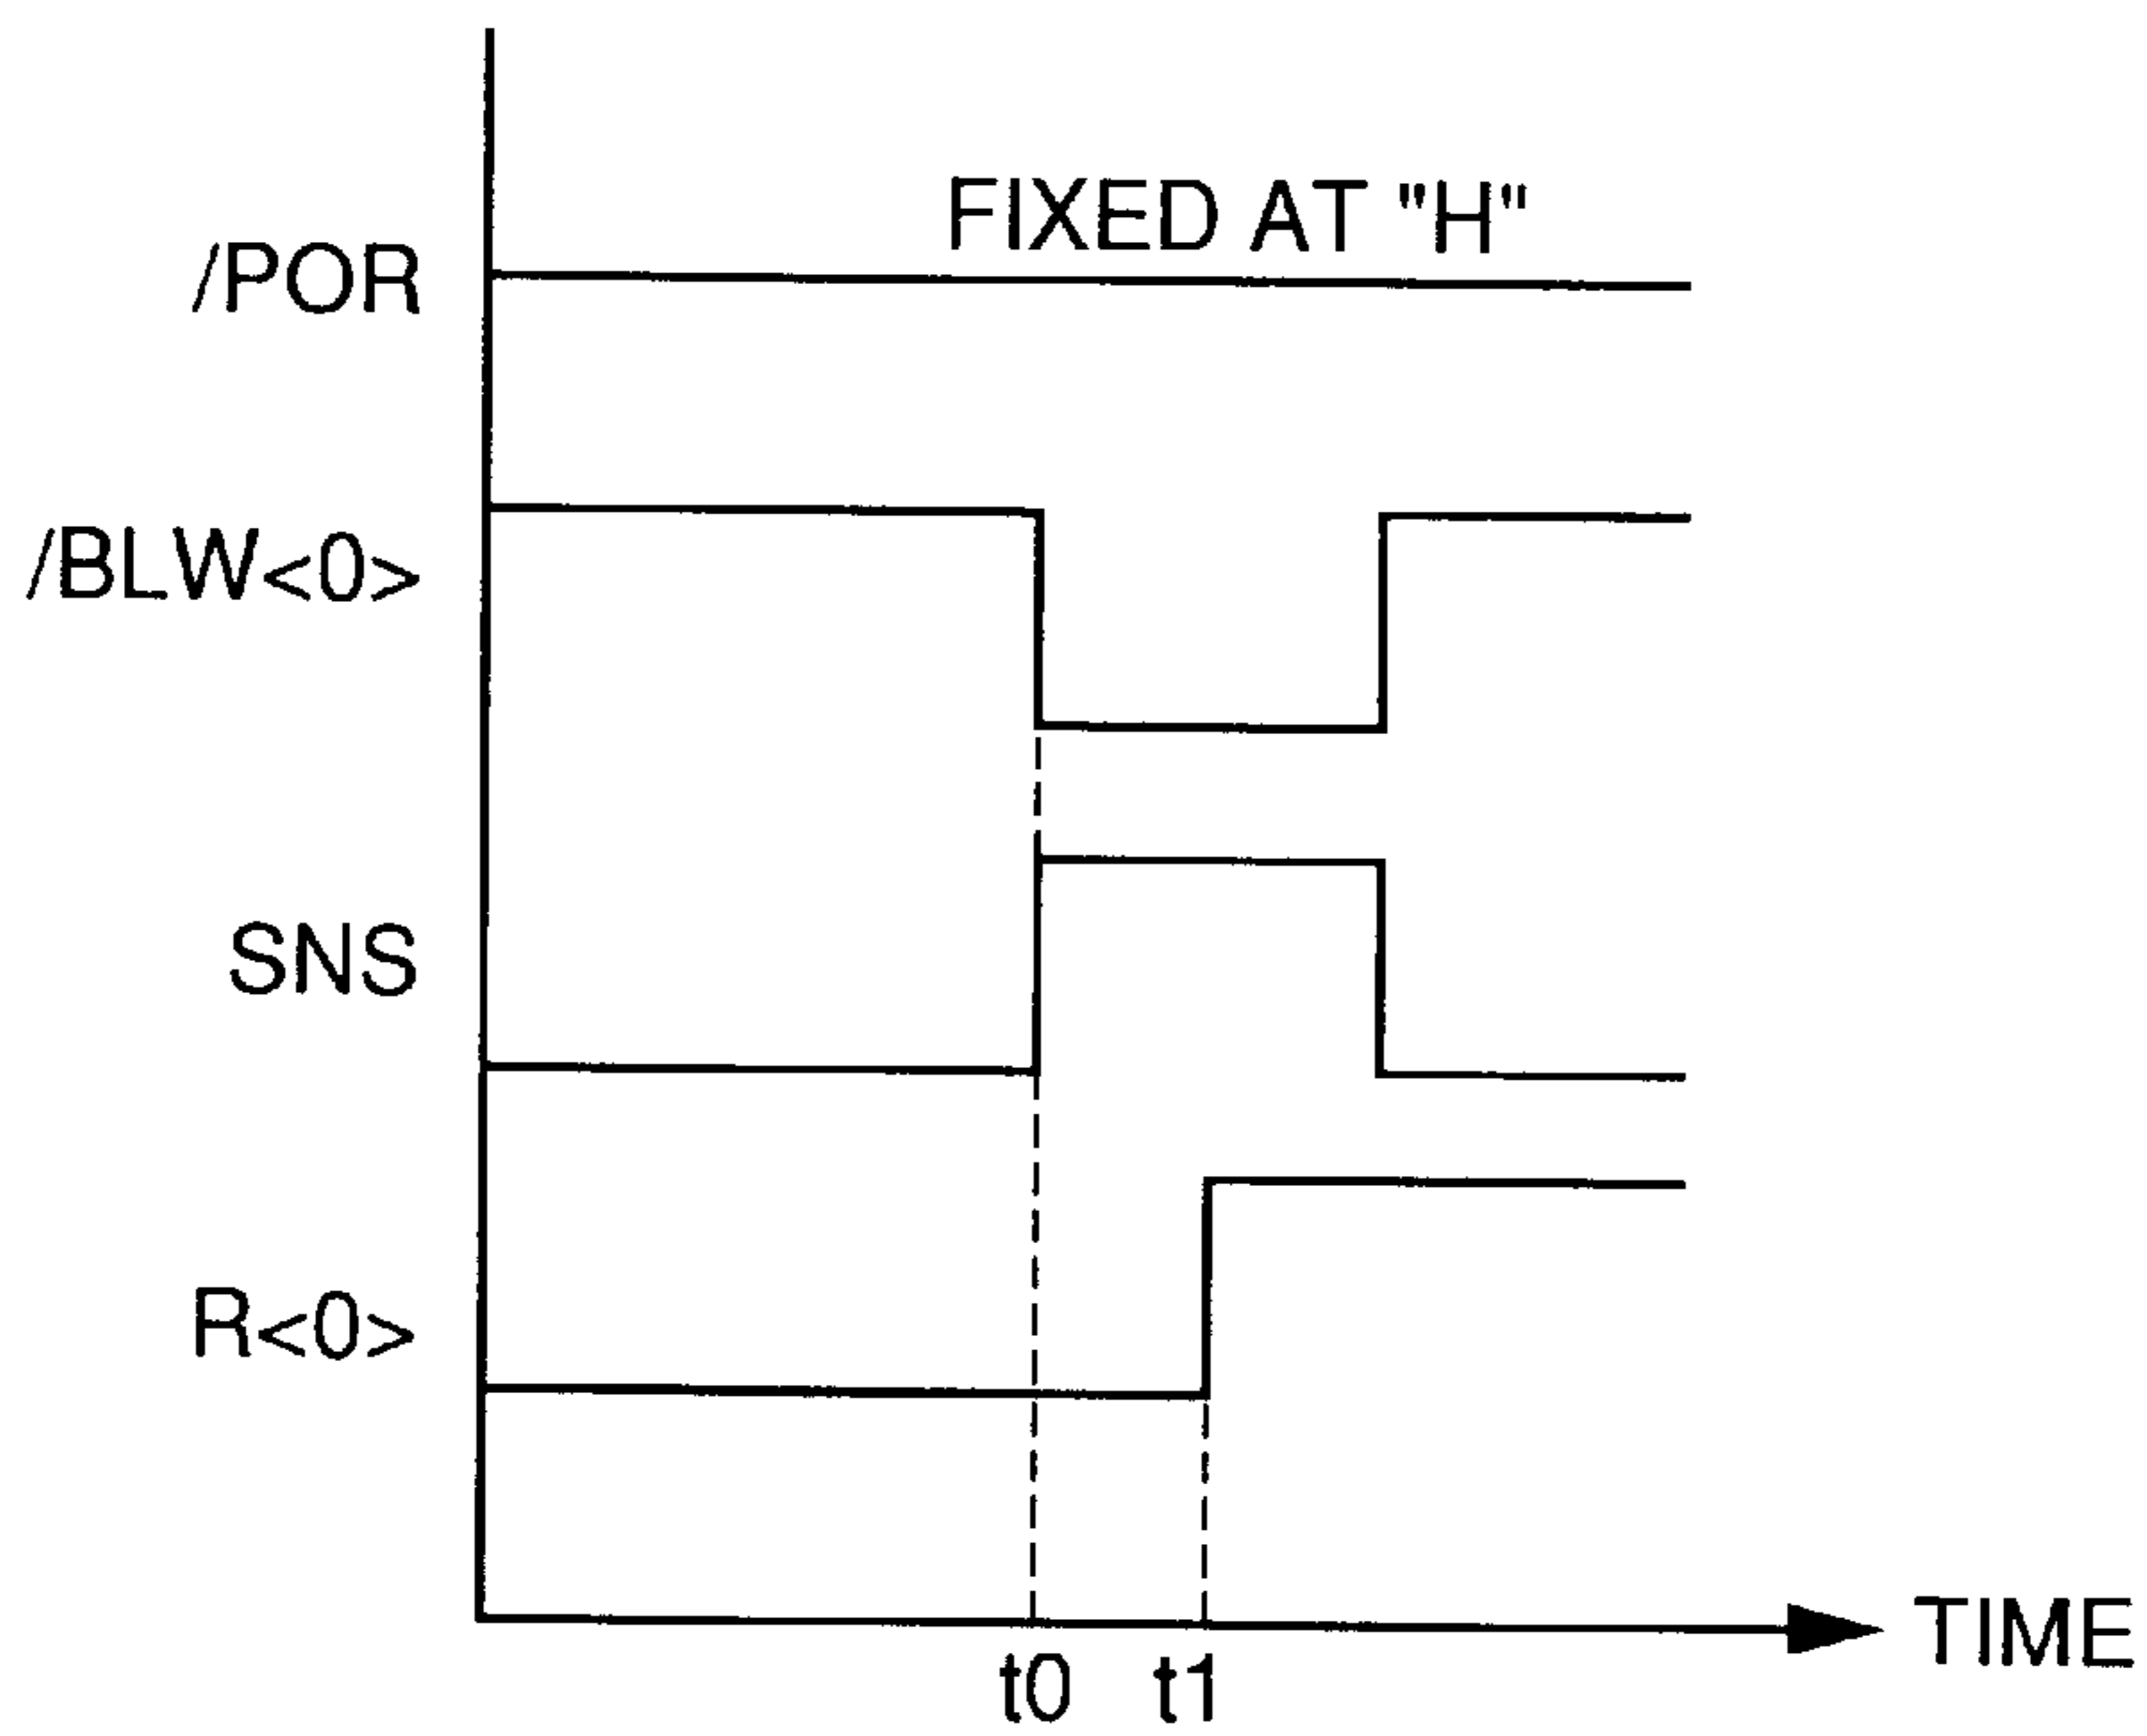 FIXED AT "H"
/POR
/BLW<0>
SNS
R<0>
TIME
t0 t1